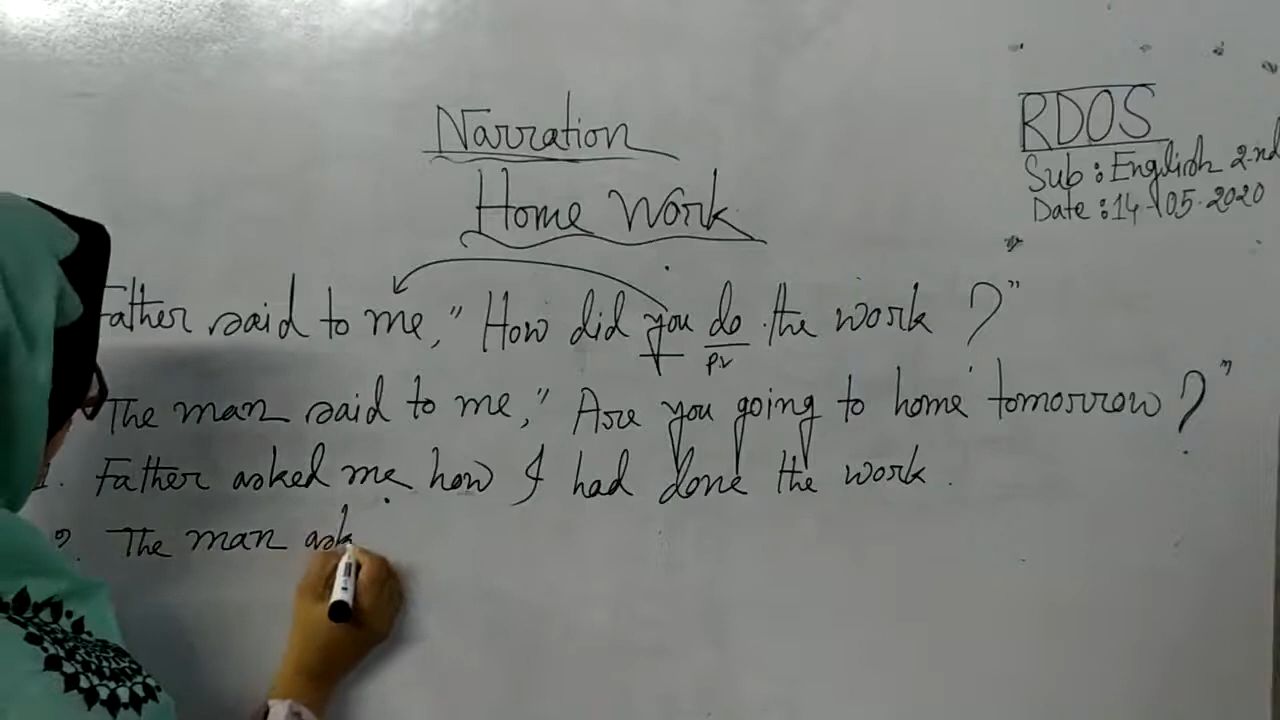 Narration
Home Work
RDOS
Sub : English 2nd
Date : 14.05.2020
Father said to me, "How did you do the work ?"
pv
The man said to me, " Are you going to home tomorrow ?"
1. Father asked me how I had done the work .
2. The man ask